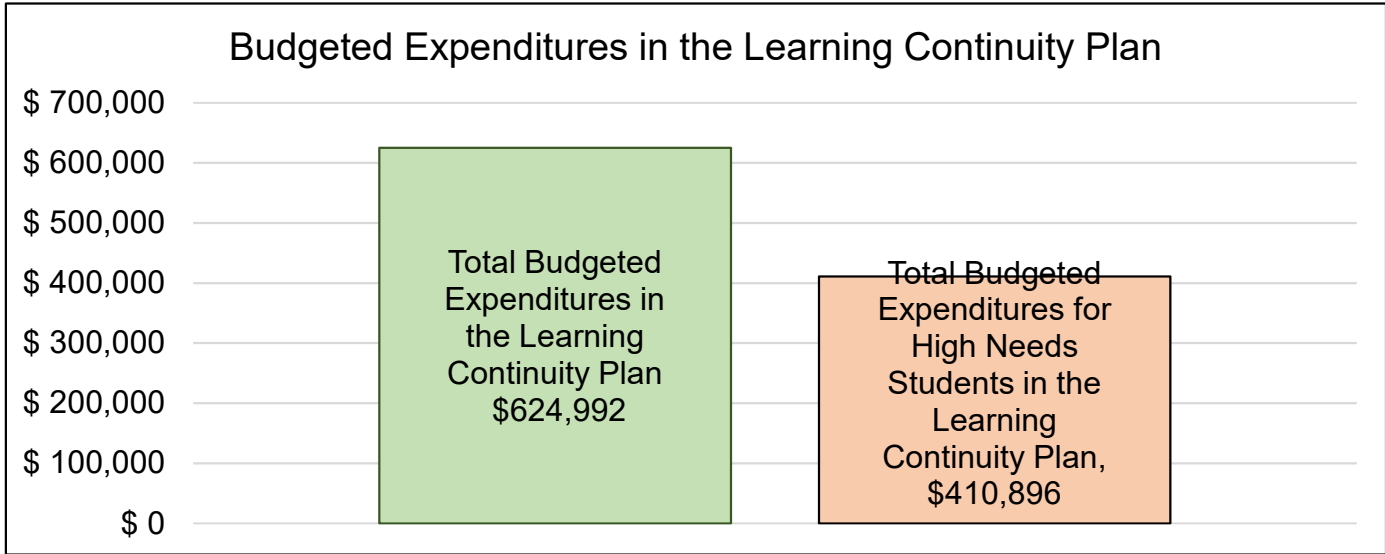 Budgeted Expenditures in the Learning Continuity Plan
$ 700,000
$ 600,000
$ 500,000
$ 400,000
$ 300,000
$ 200,000
$ 100,000
$ 0
Total Budgeted
Expenditures in
the Learning
Continuity Plan
$624,992
Total Budgeted
Expenditures for
High Needs
Students in the
Learning
Continuity Plan,
$410,896